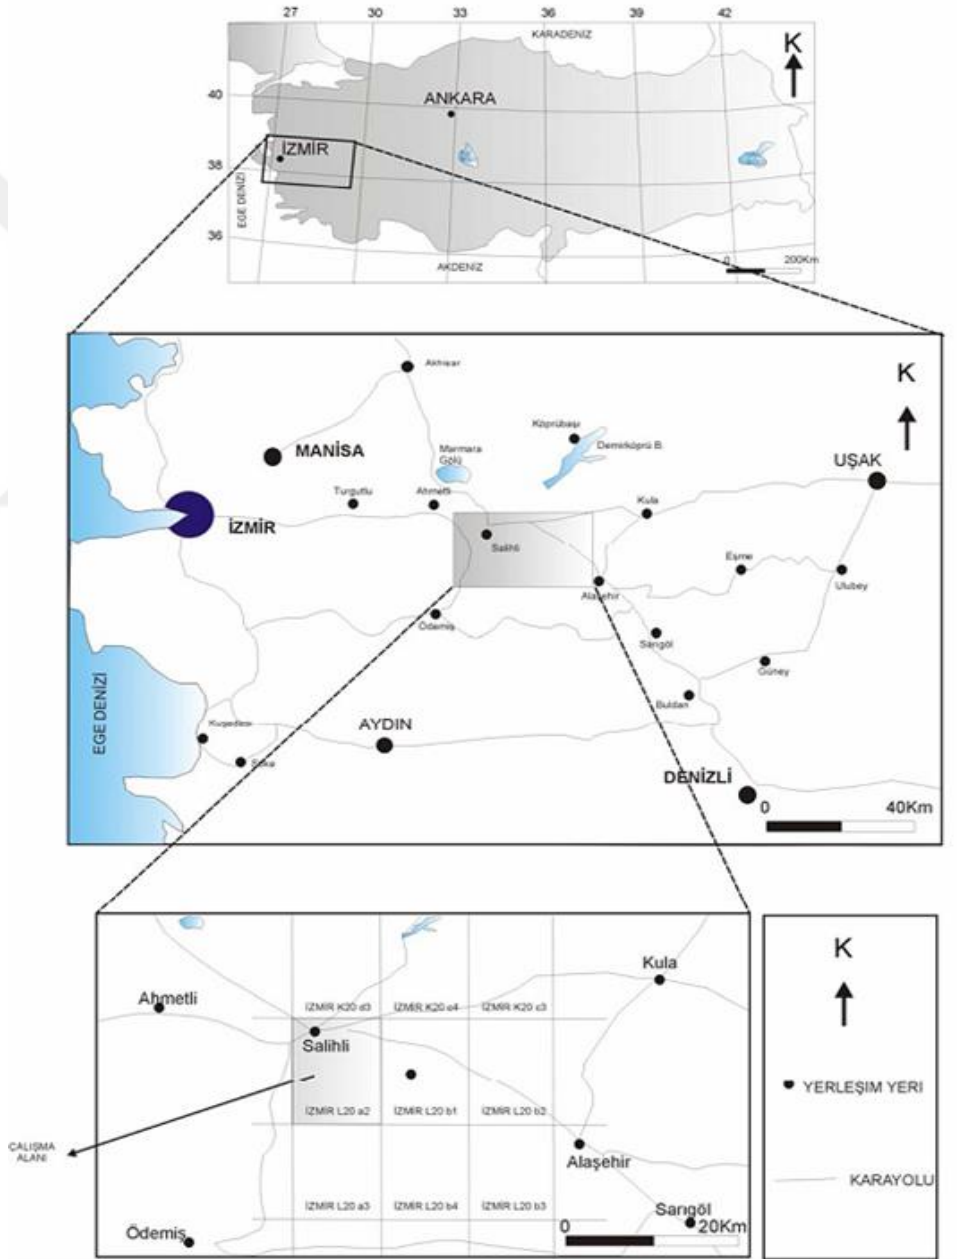 27 30 33 36 39 42
KARADENİZ
K
40
ANKARA
İZMİR
38
EGE DENİZİ
36
AKDENİZ
0 200Km
Akhisar
K
Köprübaşı
Demirköprü B.
MANİSA
Marmara
Gölü
UŞAK
Turgutlu
Ahmetli
Kula
İZMİR
Salihli
Eşme
Alaşehir
Ulubey
Ödemiş
Sarıgöl
Güney
EGE DENİZİ
Buldan
Kuşadası
AYDIN
Söke
DENİZLİ
0 40Km
Kula
K
Ahmetli
İZMİR K20 d3
İZMİR K20 c4
İZMİR K20 c3
Salihli
YERLEŞIM YERI
İZMİR L20 a2
İZMİR L20 b1
İZMİR L20 b2
ÇALIŞMA
ALANI
Alaşehir
KARAYOLU
İZMİR L20 a3
İZMİR L20 b4
İZMİR L20 b3
Sarıgöl
Ödemiş
0 20Km